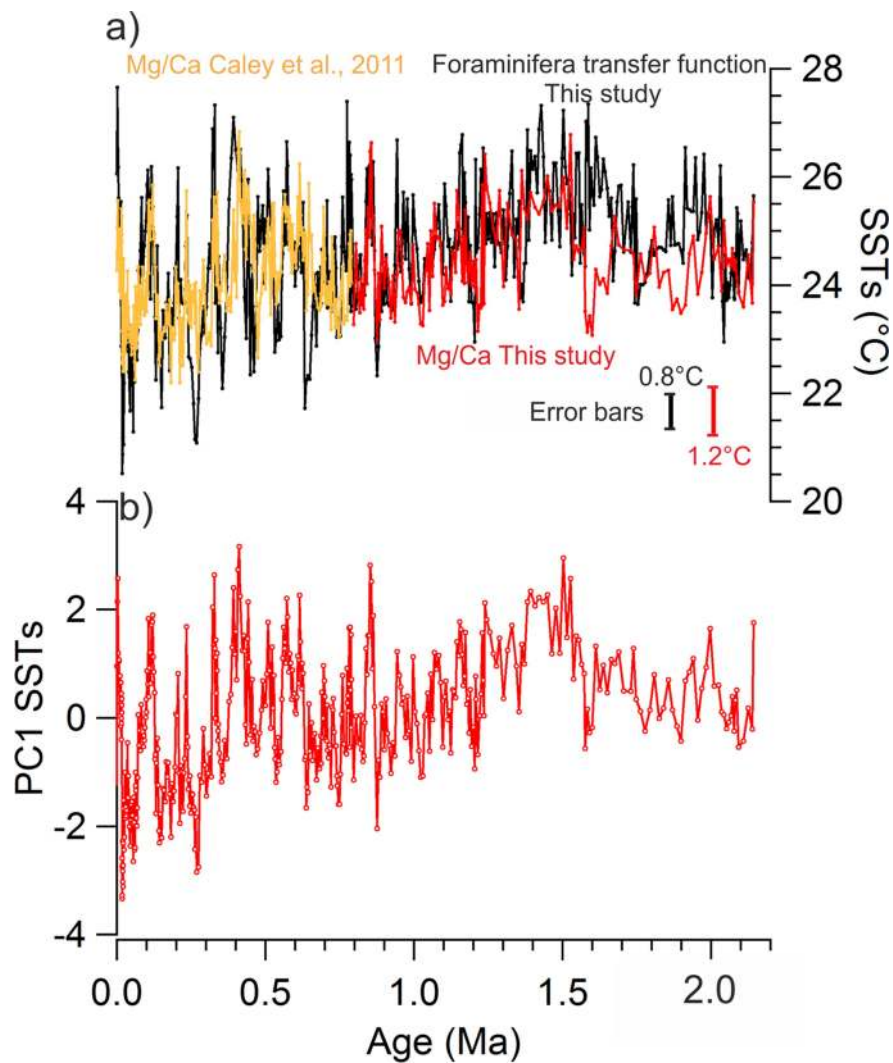 a)
Mg/Ca Caley et al., 2011
Foraminifera transfer function
This study
28
26
24
22
20
SSTs (°C)
Mg/Ca This study
0.8°C
Error bars
1.2°C
b)
4
2
0
-2
-4
PC1 SSTs
0.0 0.5 1.0 1.5 2.0
Age (Ma)